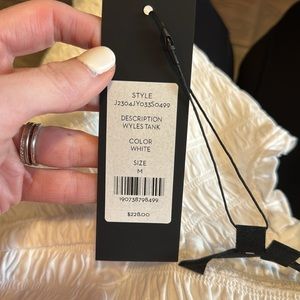 STYLE
J2304JY03350499
DESCRIPTION
WYLES TANK
COLOR
WHITE
SIZE
M
190738798499
$228.00